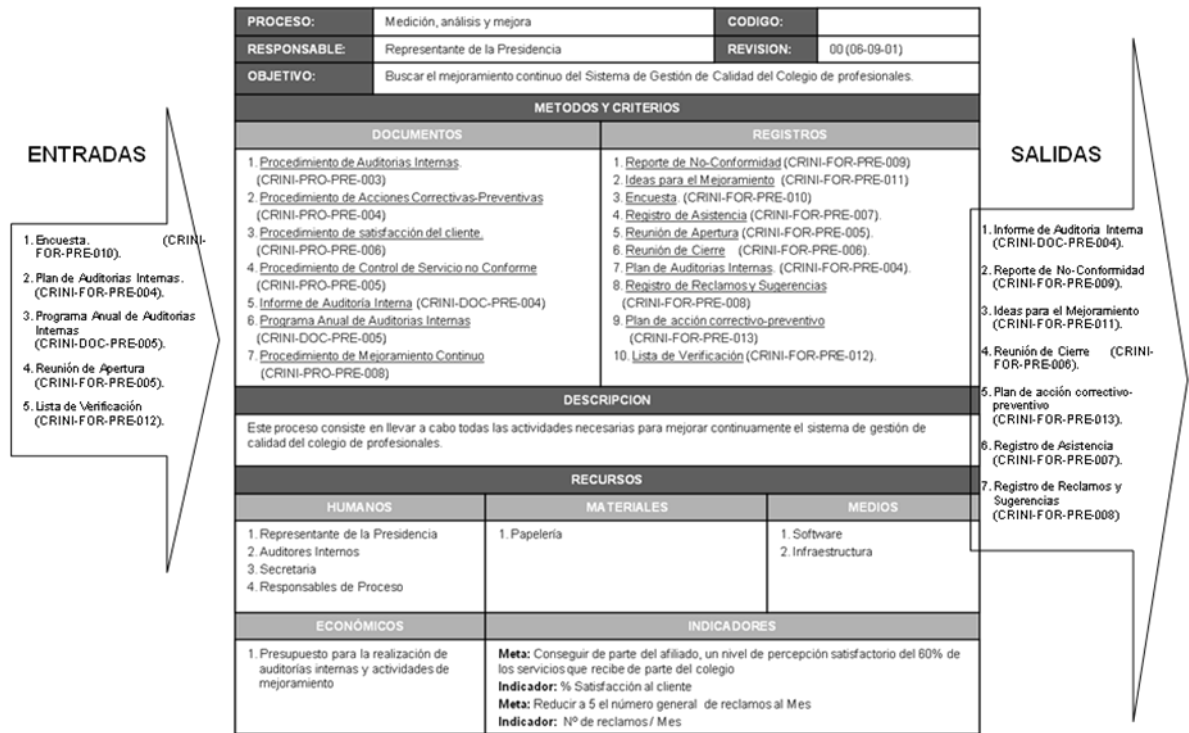 PROCESO: Medición, análisis y mejora CODIGO:
RESPONSABLE: Representante de la Presidencia REVISION: 00 (06-09-01)
OBJETIVO: Buscar el mejoramiento continuo del Sistema de Gestión de Calidad del Colegio de profesionales.
METODOS Y CRITERIOS
DOCUMENTOS
1. Procedimiento de Auditorias Internas.
(CRINI-PRO-PRE-003)
2. Procedimiento de Acciones Correctivas-Preventivas
(CRINI-PRO-PRE-004)
3. Procedimiento de satisfacción del cliente.
(CRINI-PRO-PRE-006)
4. Procedimiento de Control de Servicio no Conforme
(CRINI-PRO-PRE-005)
5. Informe de Auditoría Interna (CRINI-DOC-PRE-004)
6. Programa Anual de Auditorias Internas
(CRINI-DOC-PRE-005)
7. Procedimiento de Mejoramiento Continuo
(CRINI-PRO-PRE-008)
REGISTROS
1. Reporte de No-Conformidad (CRINI-FOR-PRE-009)
2. Ideas para el Mejoramiento (CRINI-FOR-PRE-011)
3. Encuesta. (CRINI-FOR-PRE-010)
4. Registro de Asistencia (CRINI-FOR-PRE-007).
5. Reunión de Apertura (CRINI-FOR-PRE-005).
6. Reunión de Cierre (CRINI-FOR-PRE-006).
7. Plan de Auditorias Internas. (CRINI-FOR-PRE-004).
8. Registro de Reclamos y Sugerencias
(CRINI-FOR-PRE-008)
9. Plan de acción correctivo-preventivo
(CRINI-FOR-PRE-013)
10. Lista de Verificación (CRINI-FOR-PRE-012).
DESCRIPCION
Este proceso consiste en llevar a cabo todas las actividades necesarias para mejorar continuamente el sistema de gestión de
calidad del colegio de profesionales.
RECURSOS
HUMANOS
1. Representante de la Presidencia
2. Auditores Internos
3. Secretaria
4. Responsables de Proceso
MATERIALES
1. Papelería
MEDIOS
1. Software
2. Infraestructura
ECONÓMICOS
1. Presupuesto para la realización de
auditorías internas y actividades de
mejoramiento
INDICADORES
Meta: Conseguir de parte del afiliado, un nivel de percepción satisfactorio del 60% de
los servicios que recibe de parte del colegio
Indicador: % Satisfacción al cliente
Meta: Reducir a 5 el número general de reclamos al Mes
Indicador: Nº de reclamos / Mes
ENTRADAS
1. Encuesta. (CRINI-
FOR-PRE-010).
2. Plan de Auditorias Internas.
(CRINI-FOR-PRE-004).
3. Programa Anual de Auditorias
Internas
(CRINI-DOC-PRE-005).
4. Reunión de Apertura
(CRINI-FOR-PRE-005).
5. Lista de Verificación
(CRINI-FOR-PRE-012).
SALIDAS
1. Informe de Auditoria Interna
(CRINI-DOC-PRE-004).
2. Reporte de No-Conformidad
(CRINI-FOR-PRE-009).
3. Ideas para el Mejoramiento
(CRINI-FOR-PRE-011).
4. Reunión de Cierre (CRINI-
FOR-PRE-006).
5. Plan de acción correctivo-
preventivo
(CRINI-FOR-PRE-013).
6. Registro de Asistencia
(CRINI-FOR-PRE-007).
7. Registro de Reclamos y
Sugerencias
(CRINI-FOR-PRE-008)